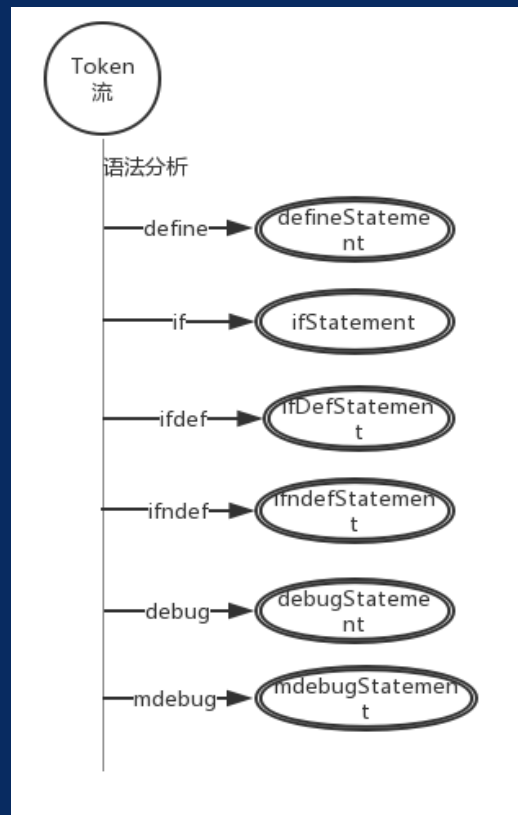 Token
流
语法分析
define
defineStateme
nt
if
ifStatement
ifdef
ifDefStatemen
t
ifndef
ifndefStatemen
t
debug
debugStateme
nt
mdebug
mdebugStatemen
t